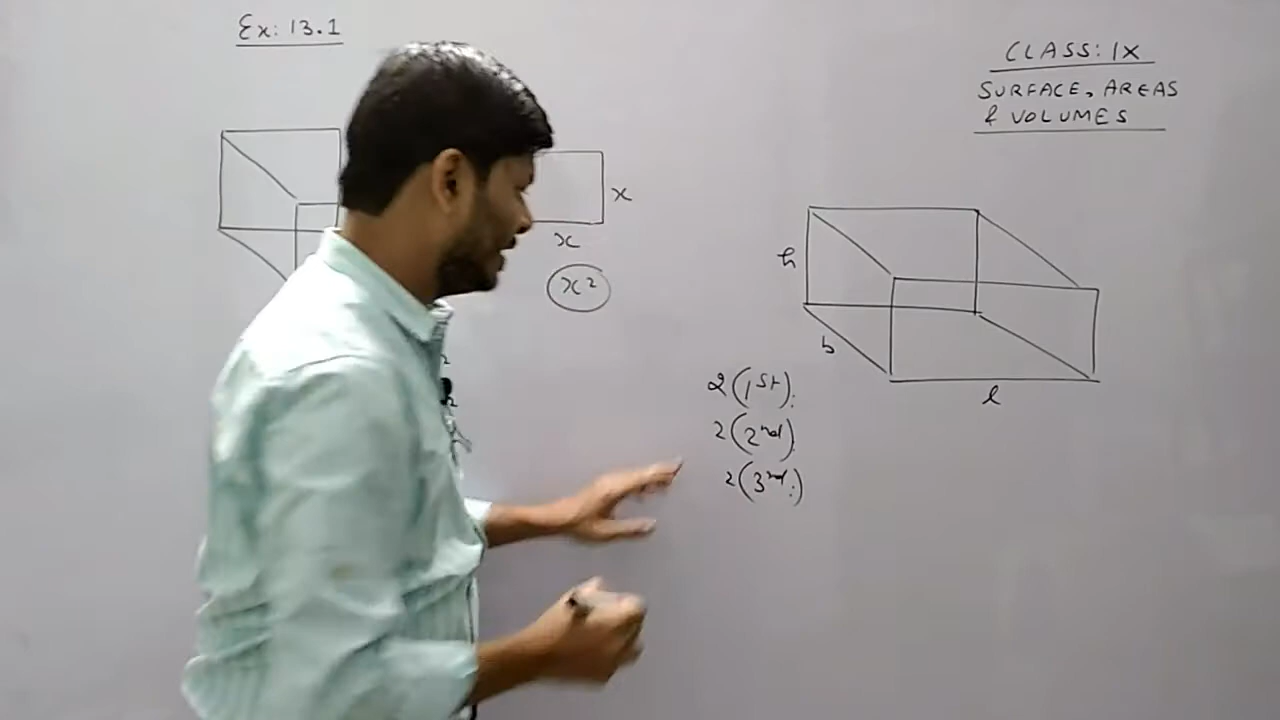 Ex: 13.1
CLASS: IX
SURFACE, AREAS
& VOLUMES
x
x
x²
h
b
l
2(1st)
2(2nd)
2(3rd)